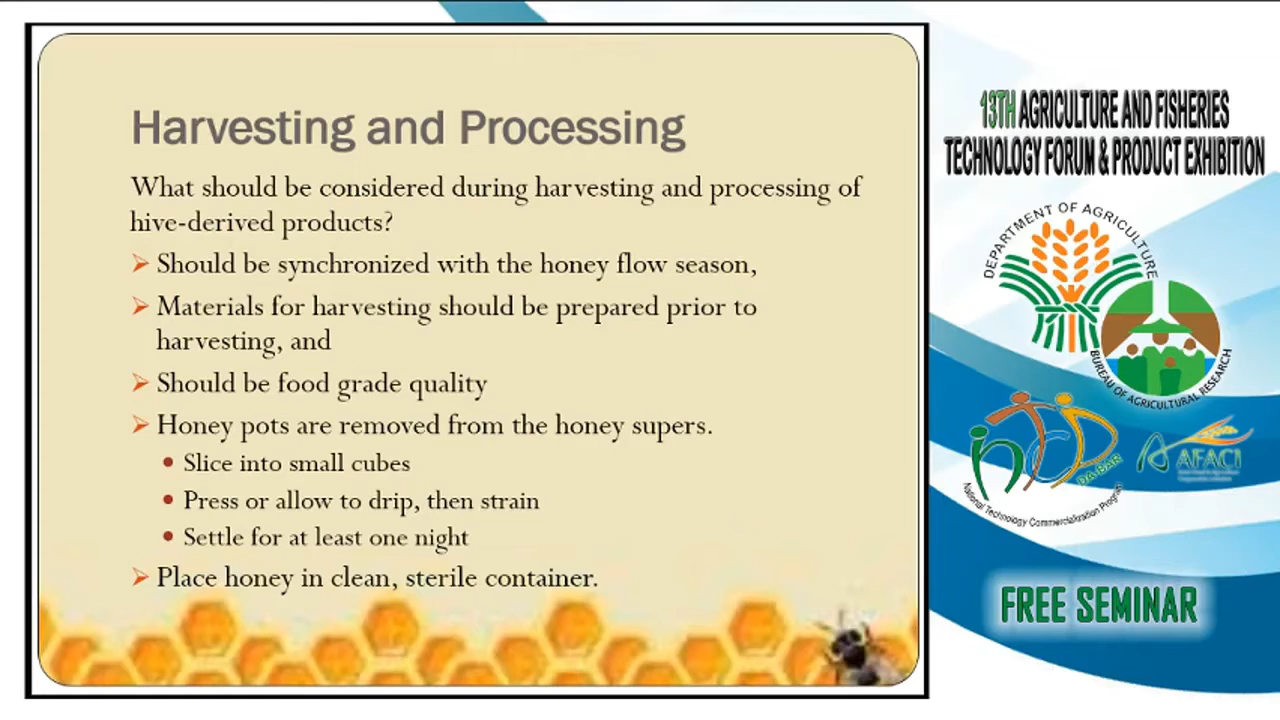 Harvesting and Processing
What should be considered during harvesting and processing of
hive-derived products?
Should be synchronized with the honey flow season,
Materials for harvesting should be prepared prior to
harvesting, and
Should be food grade quality
Honey pots are removed from the honey supers.
Slice into small cubes
Press or allow to drip, then strain
Settle for at least one night
Place honey in clean, sterile container.
13TH AGRICULTURE AND FISHERIES
TECHNOLOGY FORUM & PRODUCT EXHIBITION
DEPARTMENT OF AGRICULTURE
BUREAU OF AGRICULTURAL RESEARCH
DA-BAR
National Technology Commercialization Program
AFACI
FREE SEMINAR